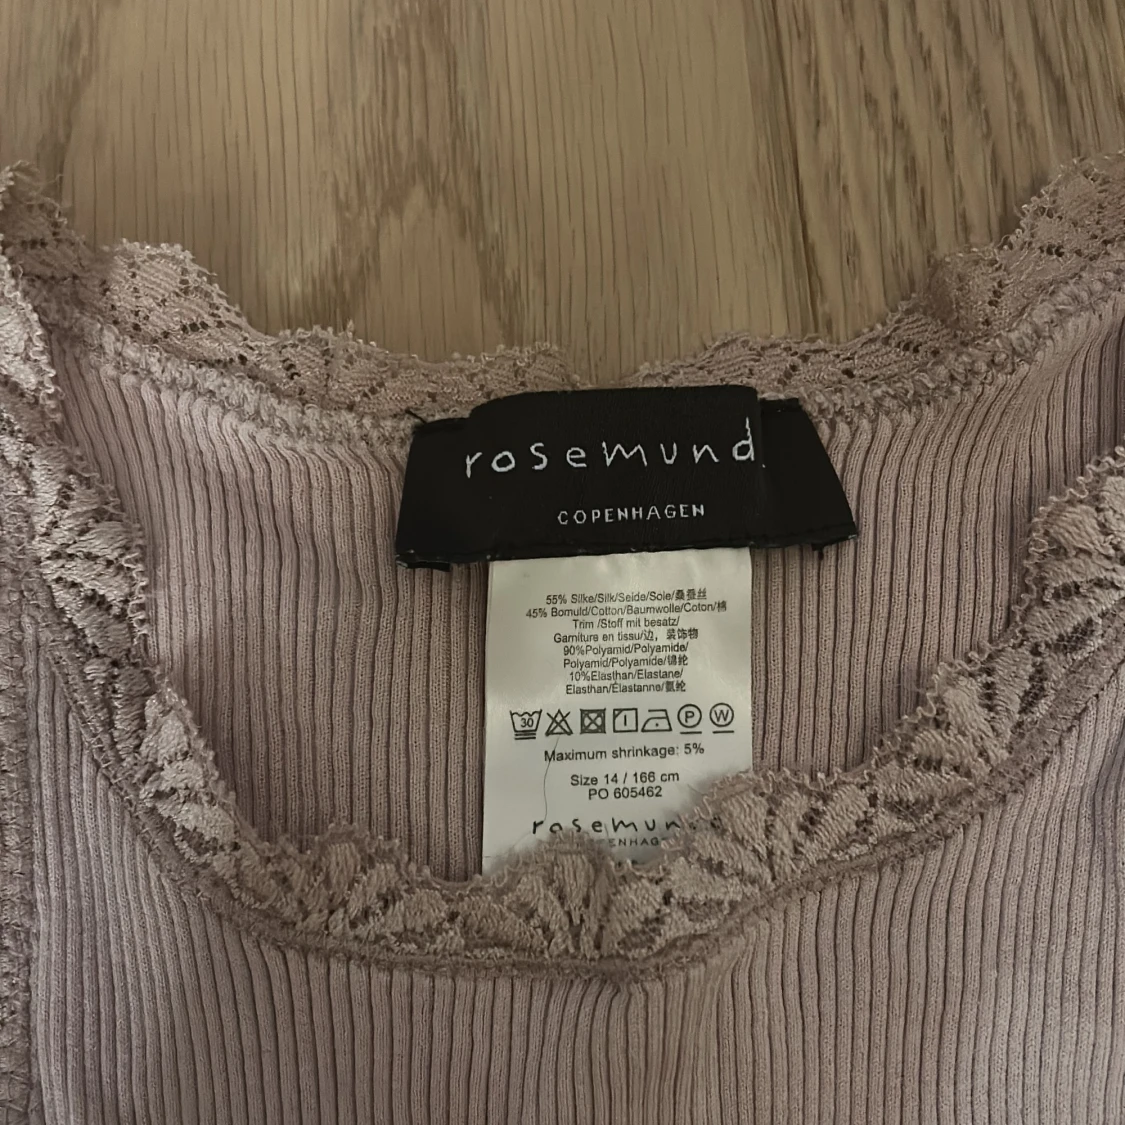 rosemund.
COPENHAGEN
55% Silke/Silk/Seide/Soie/桑蚕丝
45% Bomuld/Cotton/Baumwolle/Coton/棉
Trim /Stoff mit besatz/
Garniture en tissu/边, 装饰物
90%Polyamid/Polyamide/
Polyamid/Polyamide/锦纶
10%Elasthan/Elastane/
Elasthan/Élastanne/氨纶
30 P W
Maximum shrinkage: 5%
Size 14 / 166 cm
PO 605462